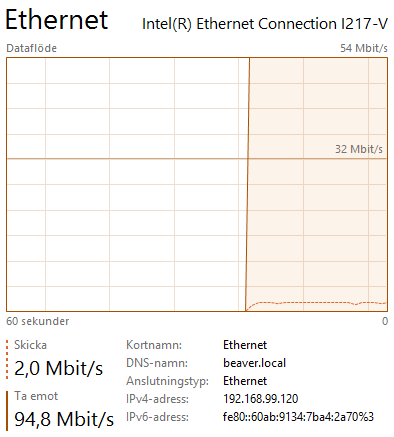 Ethernet
Intel(R) Ethernet Connection I217-V
Dataflöde
54 Mbit/s
32 Mbit/s
60 sekunder
0
Skicka
2,0 Mbit/s
Ta emot
94,8 Mbit/s
Kortnamn: Ethernet
DNS-namn: beaver.local
Anslutningstyp: Ethernet
IPv4-adress: 192.168.99.120
IPv6-adress: fe80::60ab:9134:7ba4:2a70%3